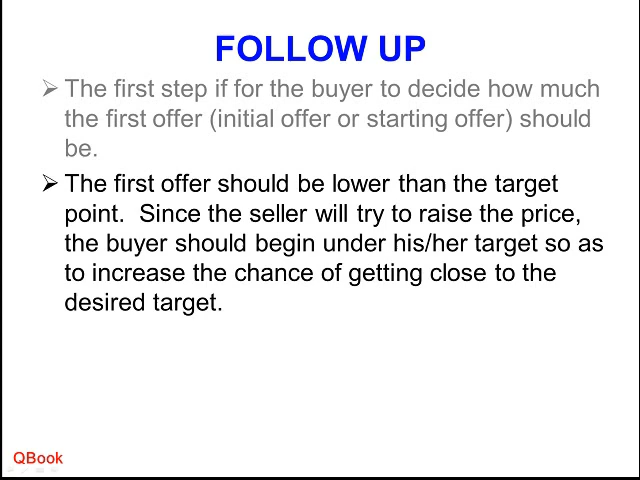 FOLLOW UP
➢ The first step if for the buyer to decide how much
the first offer (initial offer or starting offer) should
be.
➢ The first offer should be lower than the target
point.  Since the seller will try to raise the price,
the buyer should begin under his/her target so as
to increase the chance of getting close to the
desired target.
QBook